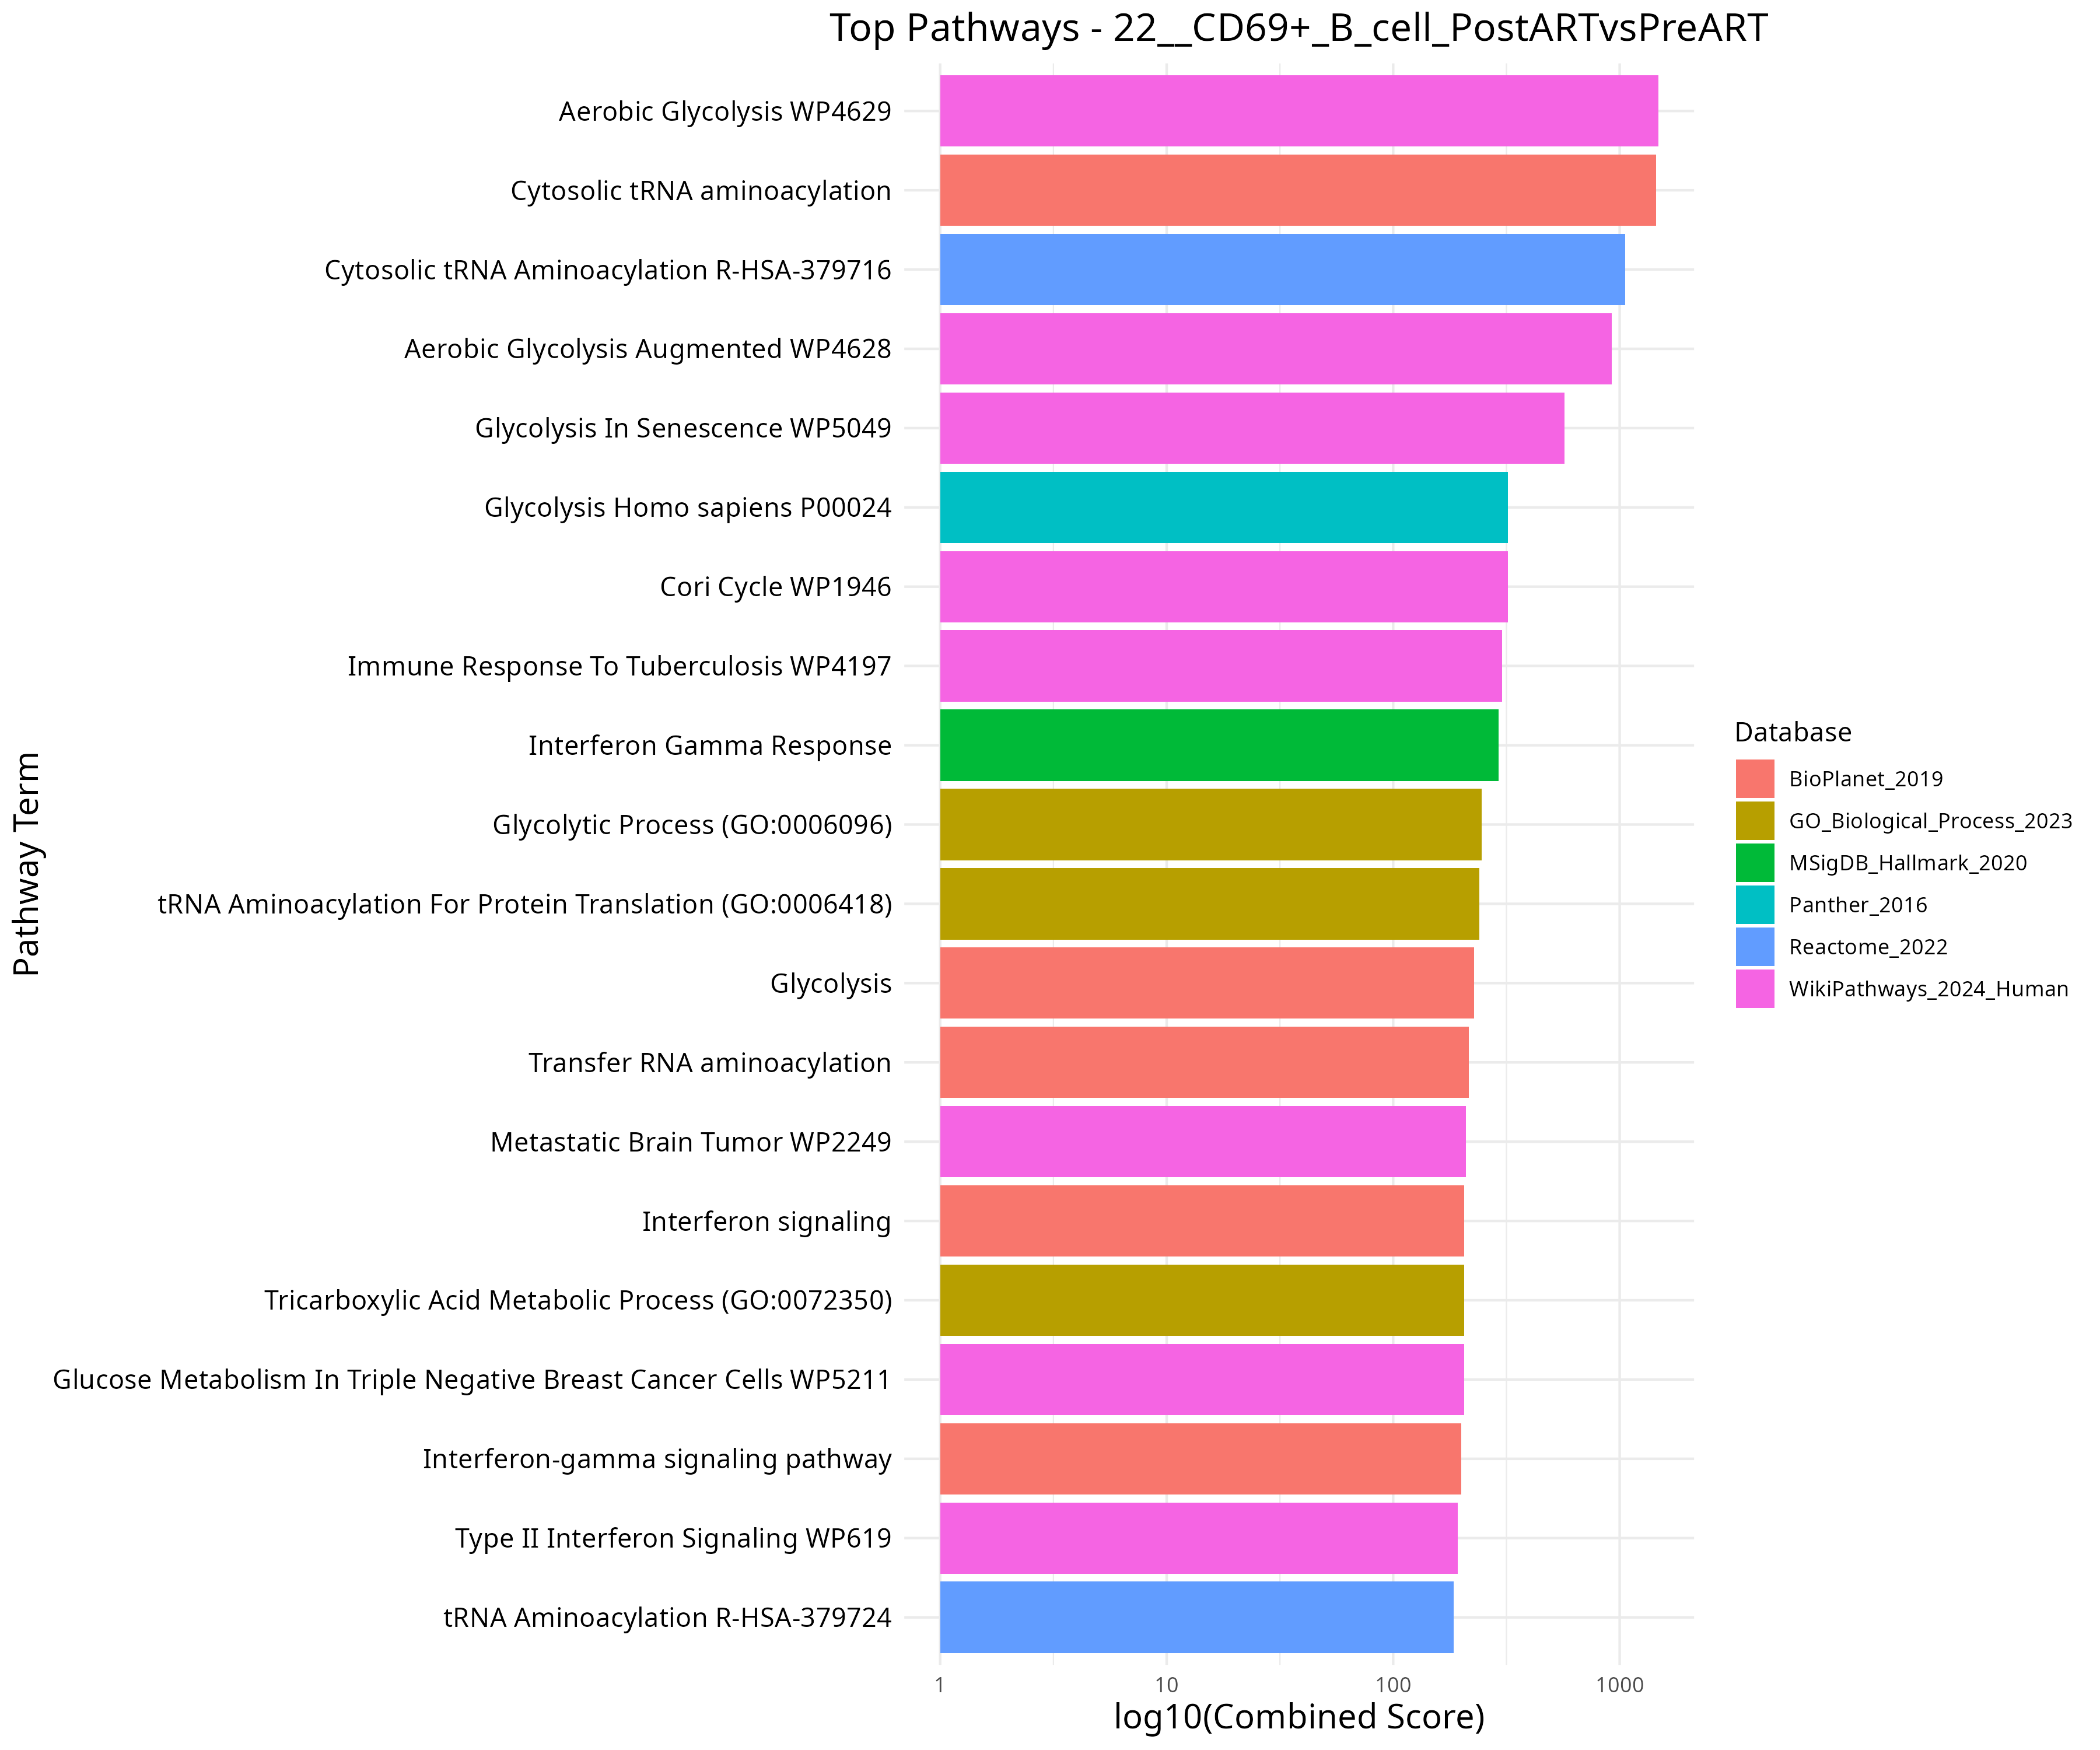 Top Pathways - 22__CD69+_B_cell_PostARTvsPreART
Pathway Term
Aerobic Glycolysis WP4629
Cytosolic tRNA aminoacylation
Cytosolic tRNA Aminoacylation R-HSA-379716
Aerobic Glycolysis Augmented WP4628
Glycolysis In Senescence WP5049
Glycolysis Homo sapiens P00024
Cori Cycle WP1946
Immune Response To Tuberculosis WP4197
Interferon Gamma Response
Glycolytic Process (GO:0006096)
tRNA Aminoacylation For Protein Translation (GO:0006418)
Glycolysis
Transfer RNA aminoacylation
Metastatic Brain Tumor WP2249
Interferon signaling
Tricarboxylic Acid Metabolic Process (GO:0072350)
Glucose Metabolism In Triple Negative Breast Cancer Cells WP5211
Interferon-gamma signaling pathway
Type II Interferon Signaling WP619
tRNA Aminoacylation R-HSA-379724
1 10 100 1000
log10(Combined Score)
Database
BioPlanet_2019
GO_Biological_Process_2023
MSigDB_Hallmark_2020
Panther_2016
Reactome_2022
WikiPathways_2024_Human